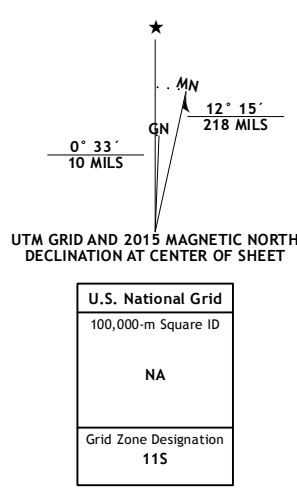 MN
GN
12° 15´
218 MILS
0° 33´
10 MILS
UTM GRID AND 2015 MAGNETIC NORTH
DECLINATION AT CENTER OF SHEET
U.S. National Grid
100,000-m Square ID
NA
Grid Zone Designation
11S